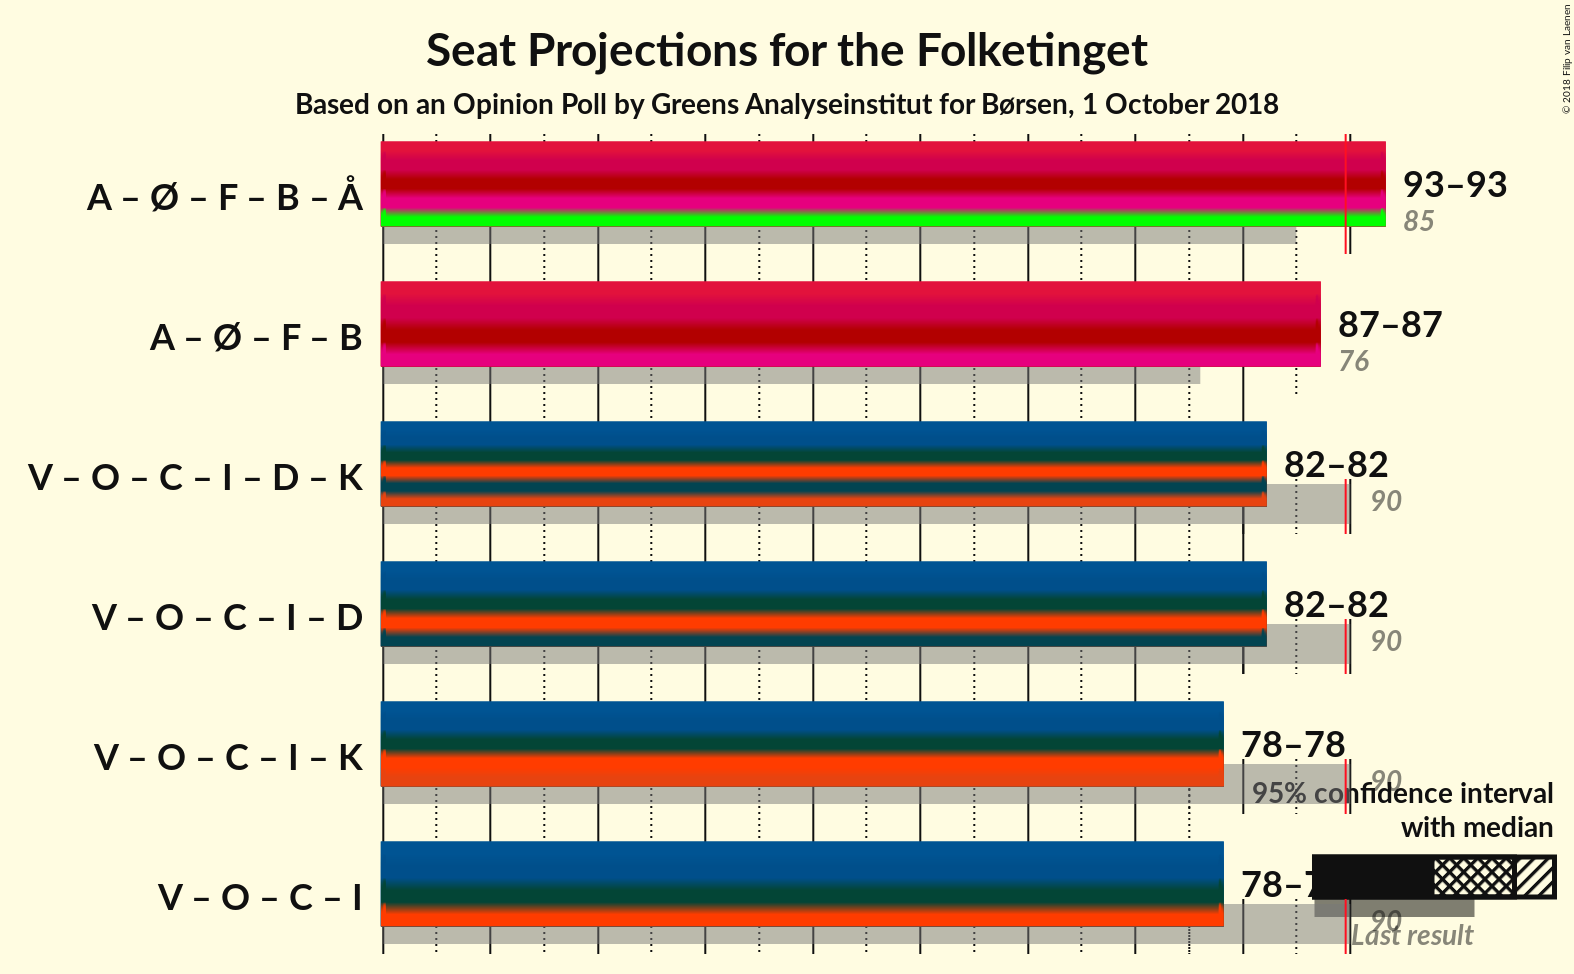 Seat Projections for the Folketinget
Based on an Opinion Poll by Greens Analyseinstitut for Børsen, 1 October 2018
© 2018 Filip van Laenen
A – Ø – F – B – Å
93–93
85
A – Ø – F – B
87–87
76
V – O – C – I – D – K
82–82
90
V – O – C – I – D
82–82
90
V – O – C – I – K
78–78
90
95% confidence interval
with median
V – O – C – I
90
Last result